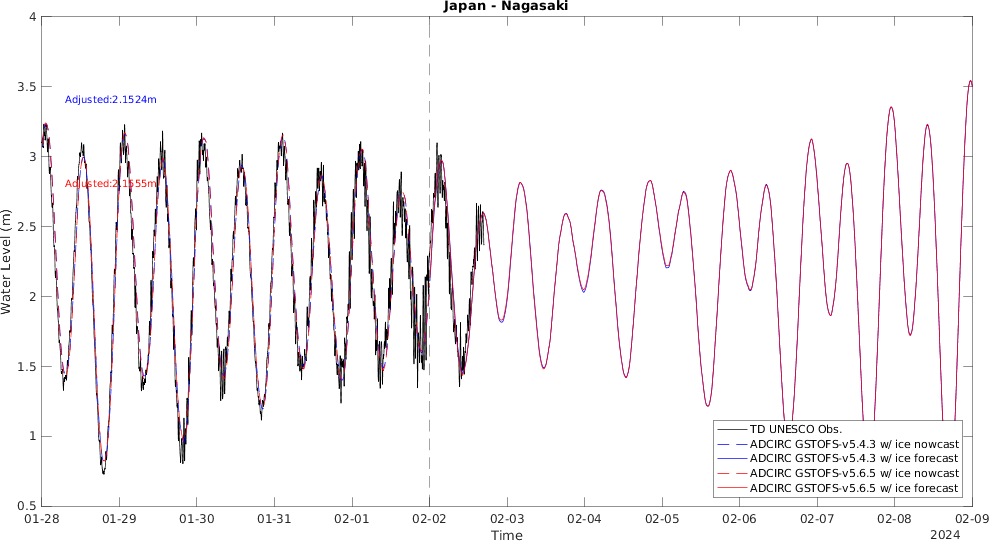 Japan - Nagasaki
4
3.5
3
2.5
2
1.5
1
0.5
Water Level (m)
Adjusted:2.1524m
Adjusted:2.1555m
TD UNESCO Obs.
ADCIRC GSTOFS-v5.4.3 w/ ice nowcast
ADCIRC GSTOFS-v5.4.3 w/ ice forecast
ADCIRC GSTOFS-v5.6.5 w/ ice nowcast
ADCIRC GSTOFS-v5.6.5 w/ ice forecast
01-28 01-29 01-30 01-31 02-01 02-02 02-03 02-04 02-05 02-06 02-07 02-08 02-09
Time
2024